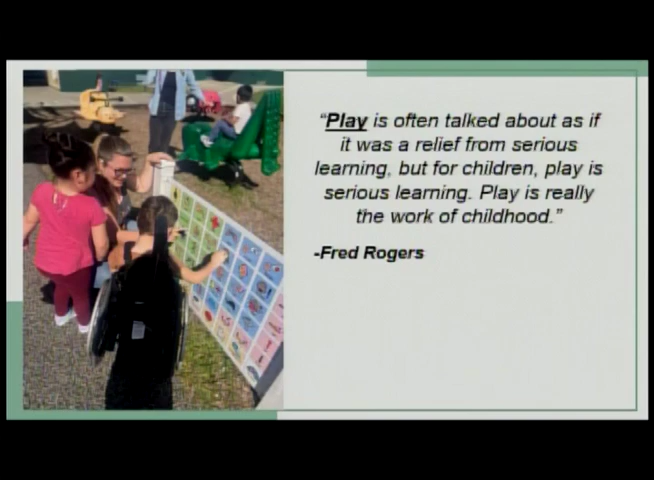 “Play is often talked about as if
it was a relief from serious
learning, but for children, play is
serious learning. Play is really
the work of childhood.”
-Fred Rogers